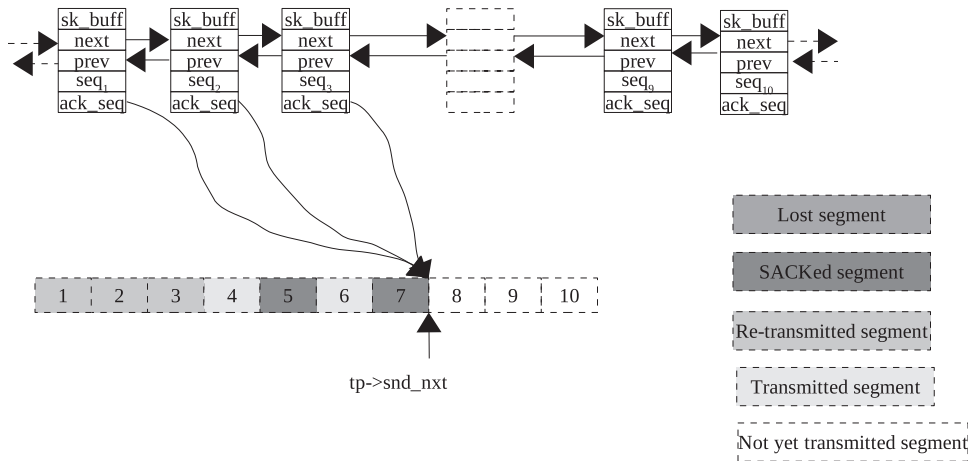 sk_buff
next
prev
seq1
ack_seq
sk_buff
next
prev
seq2
ack_seq
sk_buff
next
prev
seq3
ack_seq
sk_buff
next
prev
seq9
ack_seq
sk_buff
next
prev
seq10
ack_seq
1 2 3 4 5 6 7 8 9 10
tp->snd_nxt
Lost segment
SACKed segment
Re-transmitted segment
Transmitted segment
Not yet transmitted segment